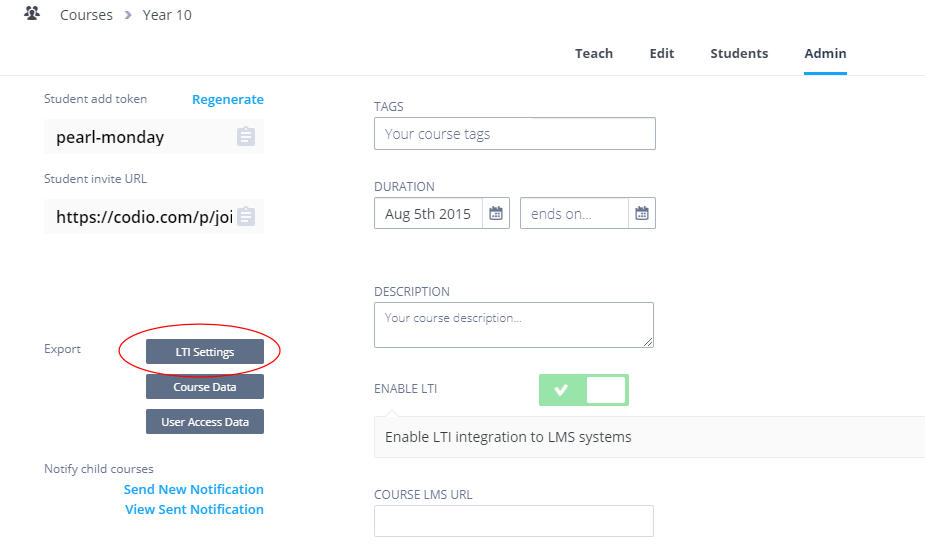 Courses > Year 10
Teach Edit Students Admin
Student add token Regenerate
pearl-monday
Student invite URL
https://codio.com/p/joi
Export
LTI Settings
Course Data
User Access Data
Notify child courses
Send New Notification
View Sent Notification
TAGS
Your course tags
DURATION
Aug 5th 2015 ends on...
DESCRIPTION
Your course description...
ENABLE LTI
Enable LTI integration to LMS systems
COURSE LMS URL